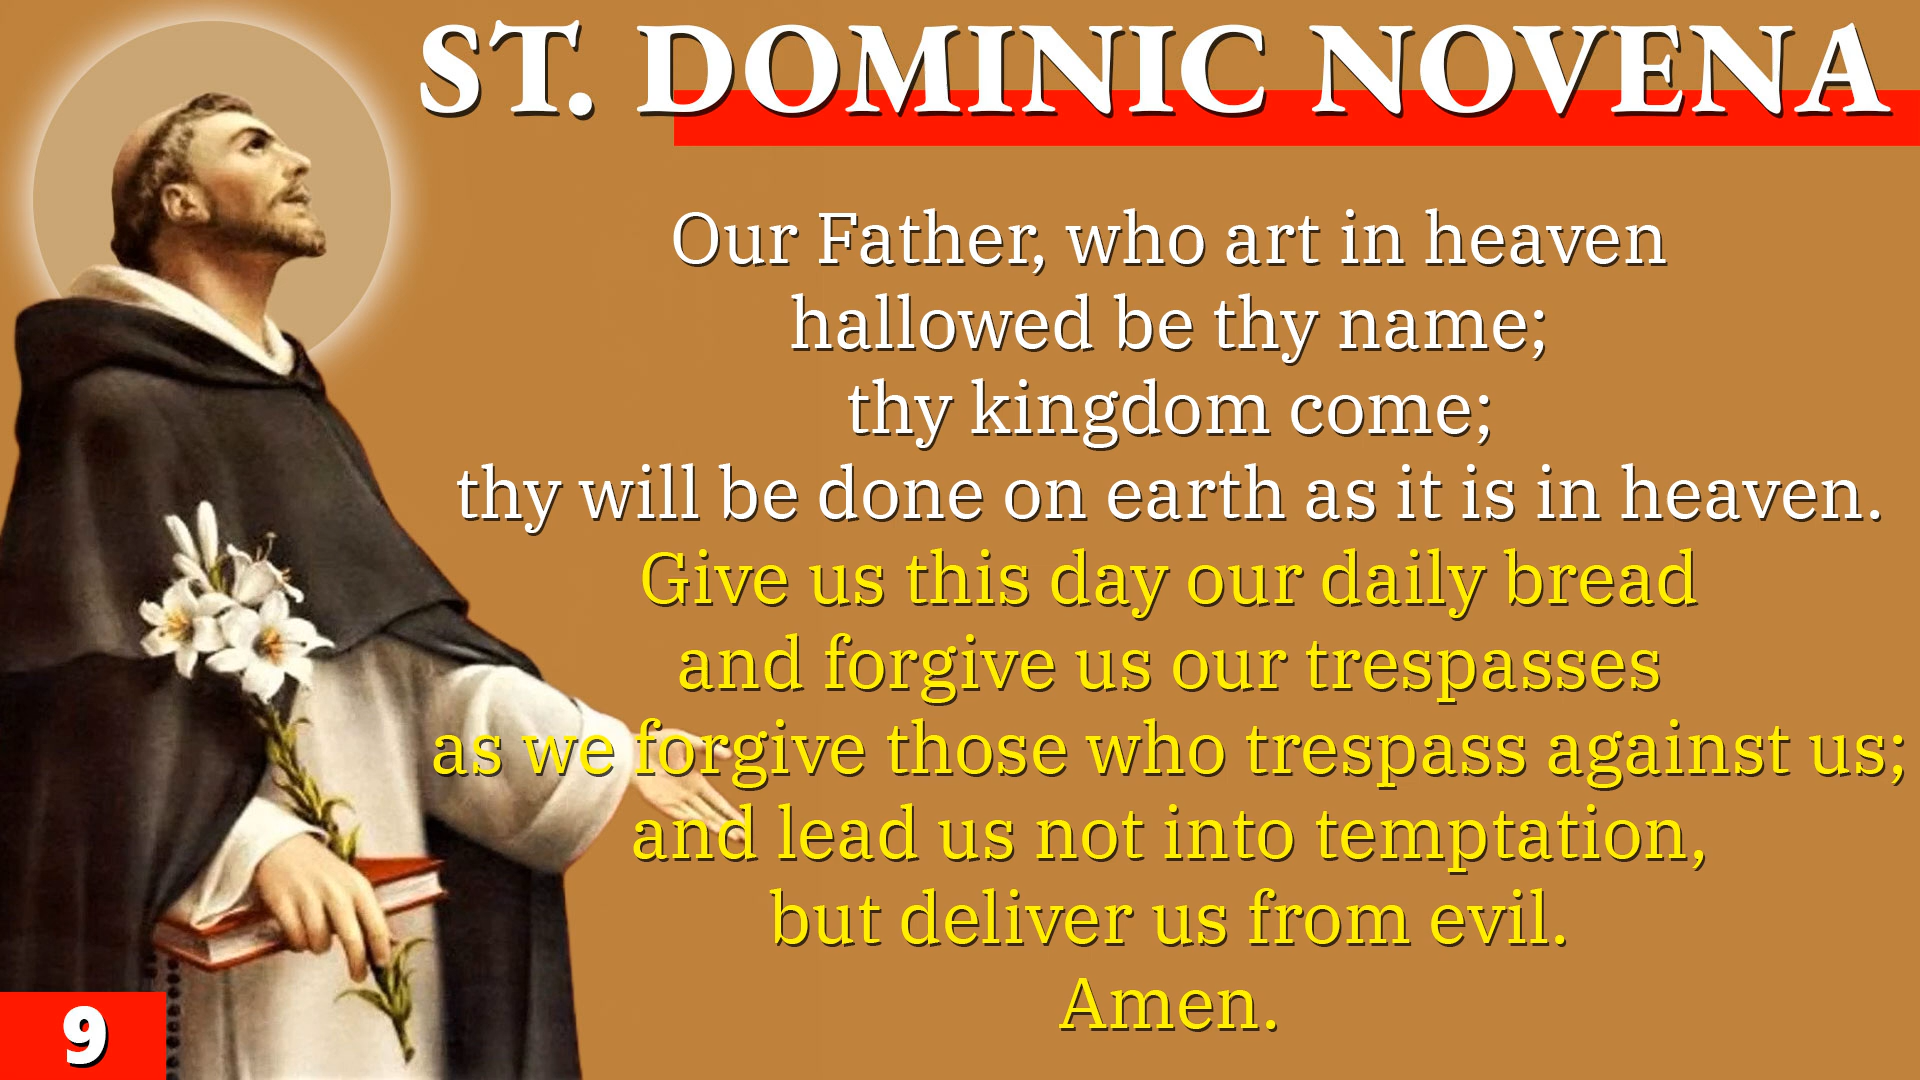 ST. DOMINIC NOVENA
Our Father, who art in heaven
hallowed be thy name;
thy kingdom come;
thy will be done on earth as it is in heaven.
Give us this day our daily bread
and forgive us our trespasses
as we forgive those who trespass against us;
and lead us not into temptation,
but deliver us from evil.
Amen.
9